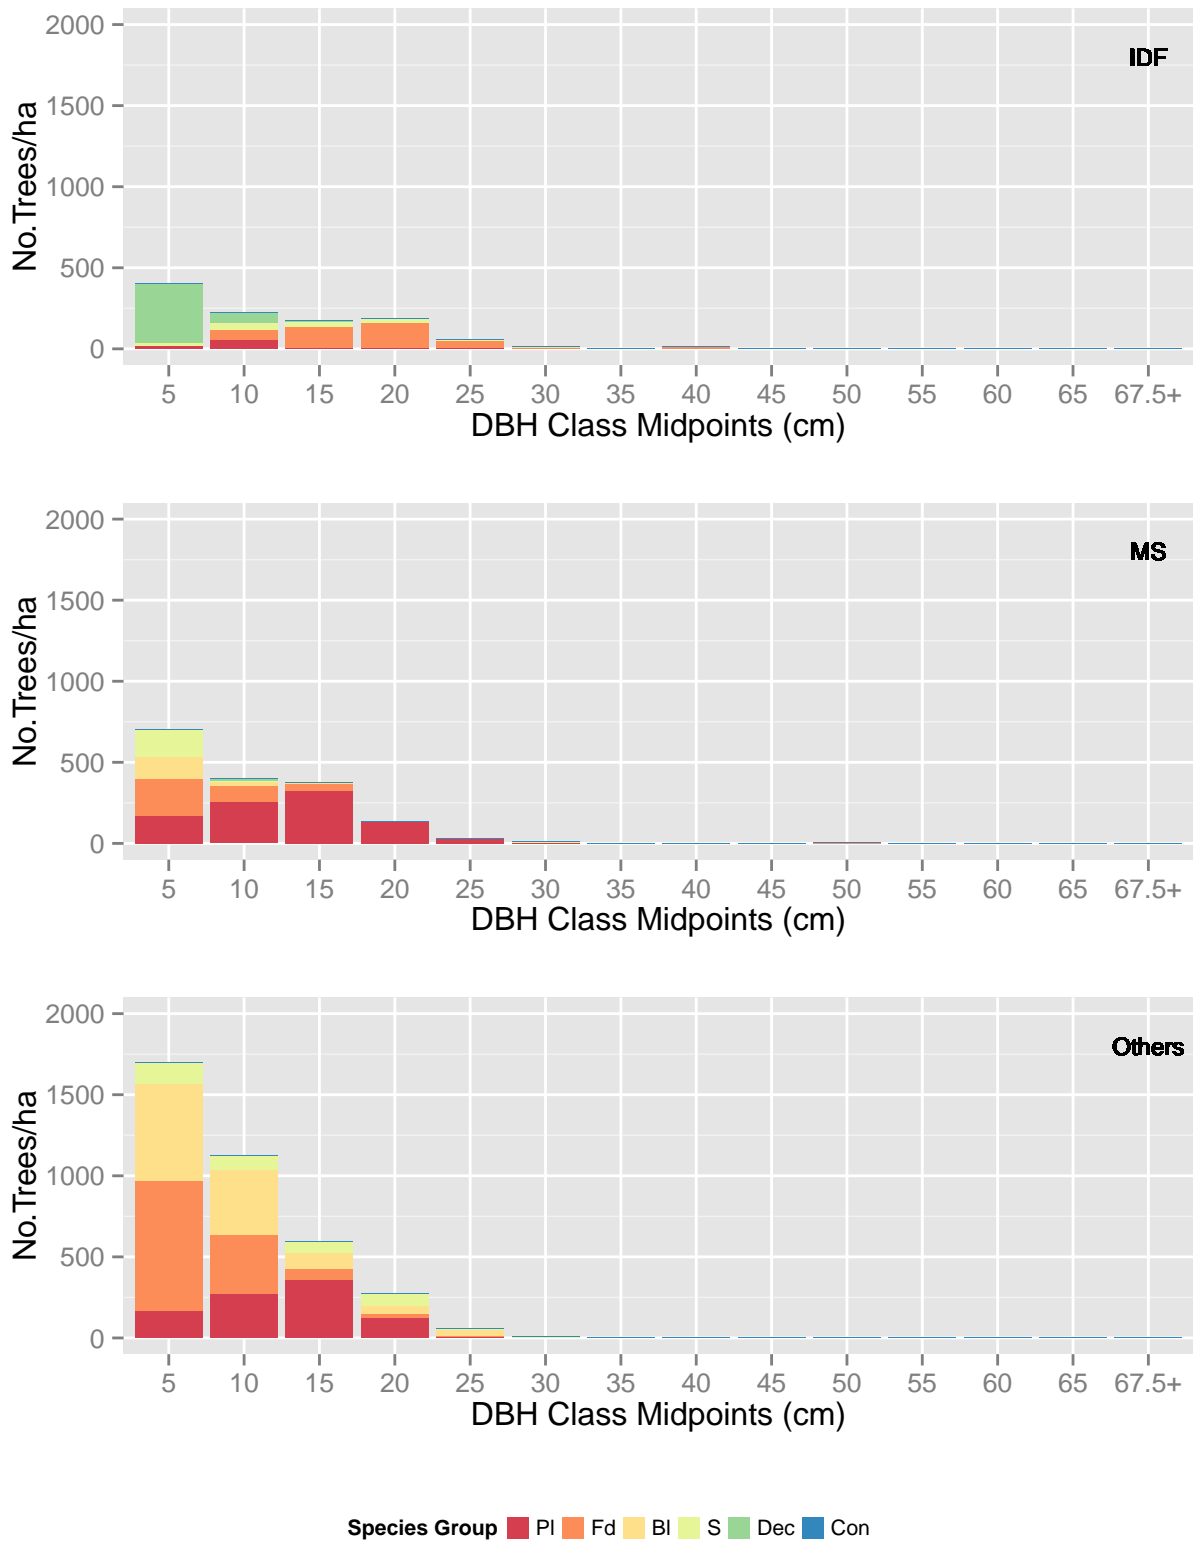 2000
IDF
1500
No.Trees/ha
1000
500
0
5 10 15 20 25 30 35 40 45 50 55 60 65 67.5+
DBH Class Midpoints (cm)
2000
MS
1500
No.Trees/ha
1000
500
0
5 10 15 20 25 30 35 40 45 50 55 60 65 67.5+
DBH Class Midpoints (cm)
2000
Others
1500
No.Trees/ha
1000
500
0
5 10 15 20 25 30 35 40 45 50 55 60 65 67.5+
DBH Class Midpoints (cm)
Species Group Pl Fd Bl S Dec Con